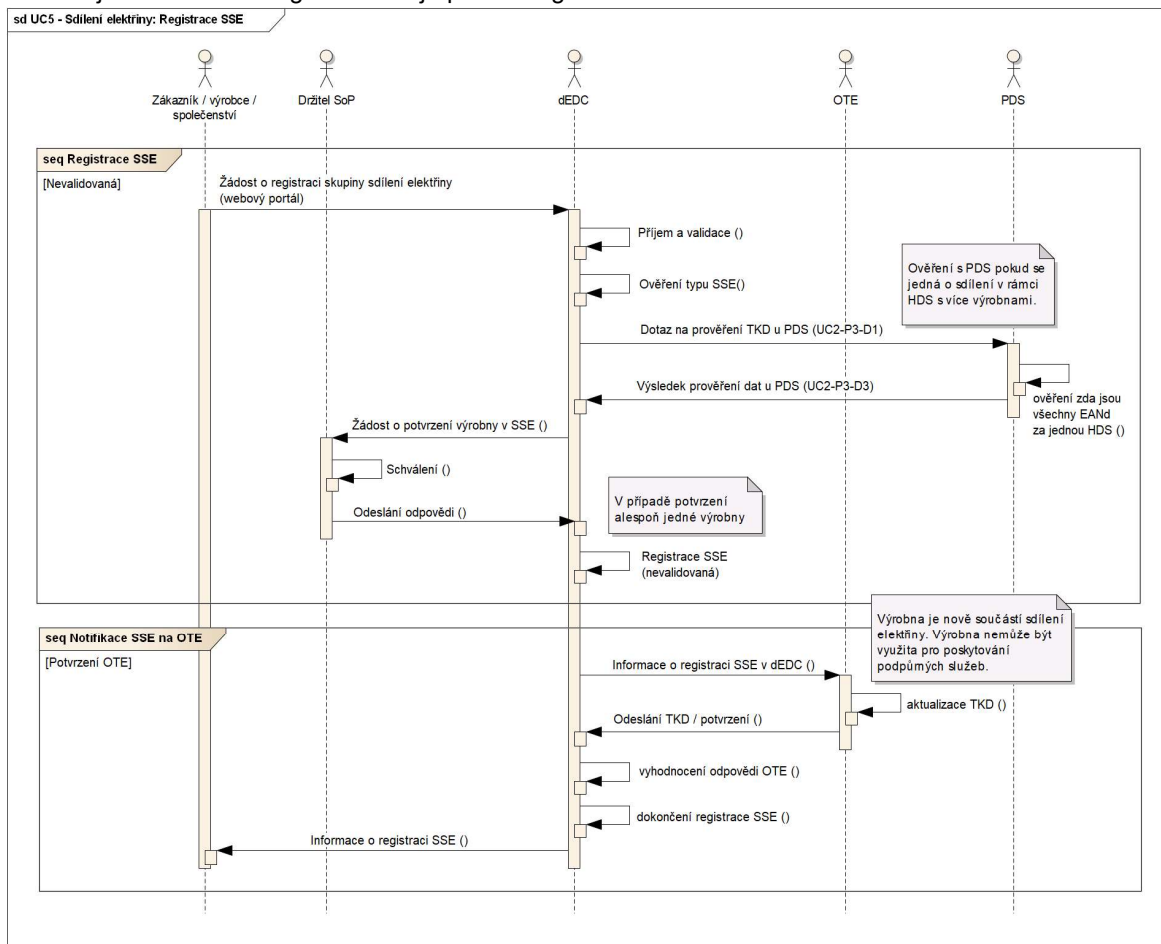 sd UC5 - Sdílení elektřiny: Registrace SSE
Zákazník / výrobce /
společenství
Držitel SoP
dEDC
OTE
PDS
seq Registrace SSE
[Nevalidovaná]
Žádost o registraci skupiny sdílení elektřiny
(webový portál)
Příjem a validace ()
Ověření typu SSE()
Ověření s PDS pokud se
jedná o sdílení v rámci
HDS s více výrobnami.
Dotaz na prověření TKD u PDS (UC2-P3-D1)
Výsledek prověření dat u PDS (UC2-P3-D3)
ověření zda jsou
všechny EANd
za jednou HDS ()
Žádost o potvrzení výrobny v SSE ()
Schválení ()
Odeslání odpovědi ()
V případě potvrzení
alespoň jedné výrobny
Registrace SSE
(nevalidovaná)
seq Notifikace SSE na OTE
[Potvrzení OTE]
Výrobna je nově součástí sdílení
elektřiny. Výrobna nemůže být
využita pro poskytování
podpůrných služeb.
Informace o registraci SSE v dEDC ()
aktualizace TKD ()
Odeslání TKD / potvrzení ()
vyhodnocení odpovědi OTE ()
dokončení registrace SSE ()
Informace o registraci SSE ()